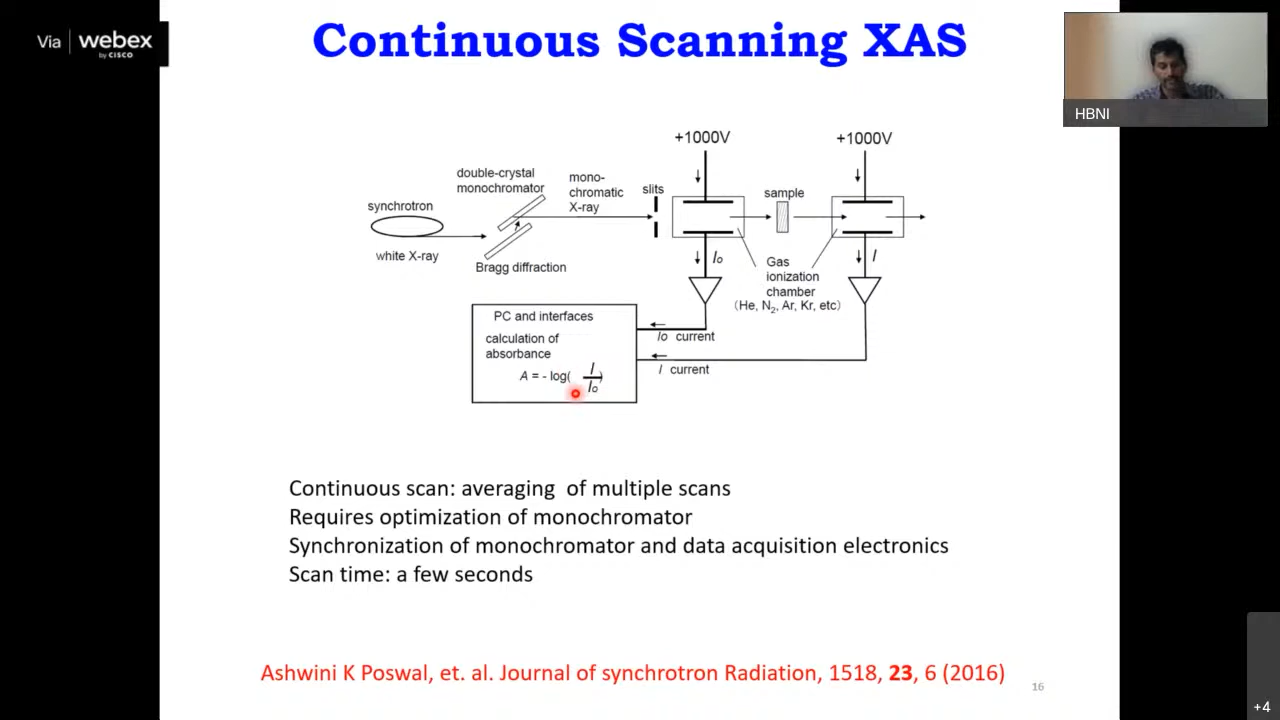 Via webex
by CISCO
Continuous Scanning XAS
HBNI
+1000V
+1000V
double-crystal
monochromator
mono-
chromatic
X-ray
slits
sample
synchrotron
white X-ray
Bragg diffraction
Io
I
Gas
ionization
chamber
(He, N2, Ar, Kr, etc)
PC and interfaces
calculation of
absorbance
A = - log( I / Io )
Io current
I current
Continuous scan: averaging of multiple scans
Requires optimization of monochromator
Synchronization of monochromator and data acquisition electronics
Scan time: a few seconds
Ashwini K Poswal, et. al. Journal of synchrotron Radiation, 1518, 23, 6 (2016)
16
+4